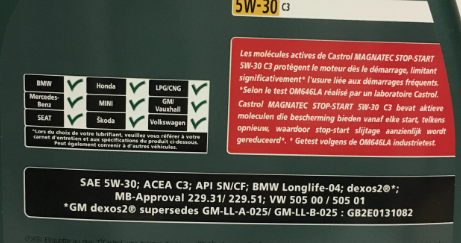 5W-30 C3
Les molécules actives de Castrol MAGNATEC STOP-START
5W-30 C3 protègent le moteur dès le démarrage, limitant
significativement* l'usure liée aux démarrages fréquents.
*Selon le test OM646LA réalisé par un laboratoire Castrol.
Castrol MAGNATEC STOP-START 5W-30 C3 bevat aktieve
moleculen die bescherming bieden vanaf elke start, telkens
opnieuw, waardoor stop-start slijtage aanzienlijk wordt
gereduceerd*. * Getest volgens de OM646LA industrietest.
BMW Honda LPG/CNG
Mercedes-Benz MINI GM/Vauxhall
SEAT Škoda Volkswagen
*Lors du choix de votre lubrifiant, veuillez vous référer à votre
carnet d'entretien et aux spécifications du produit ci-dessous.
Peut également convenir à d'autres véhicules.
SAE 5W-30; ACEA C3; API SN/CF; BMW Longlife-04; dexos2®*;
MB-Approval 229.31/ 229.51; VW 505 00 / 505 01
*GM dexos2® supersedes GM-LL-A-025/ GM-LL-B-025 : GB2E0131082